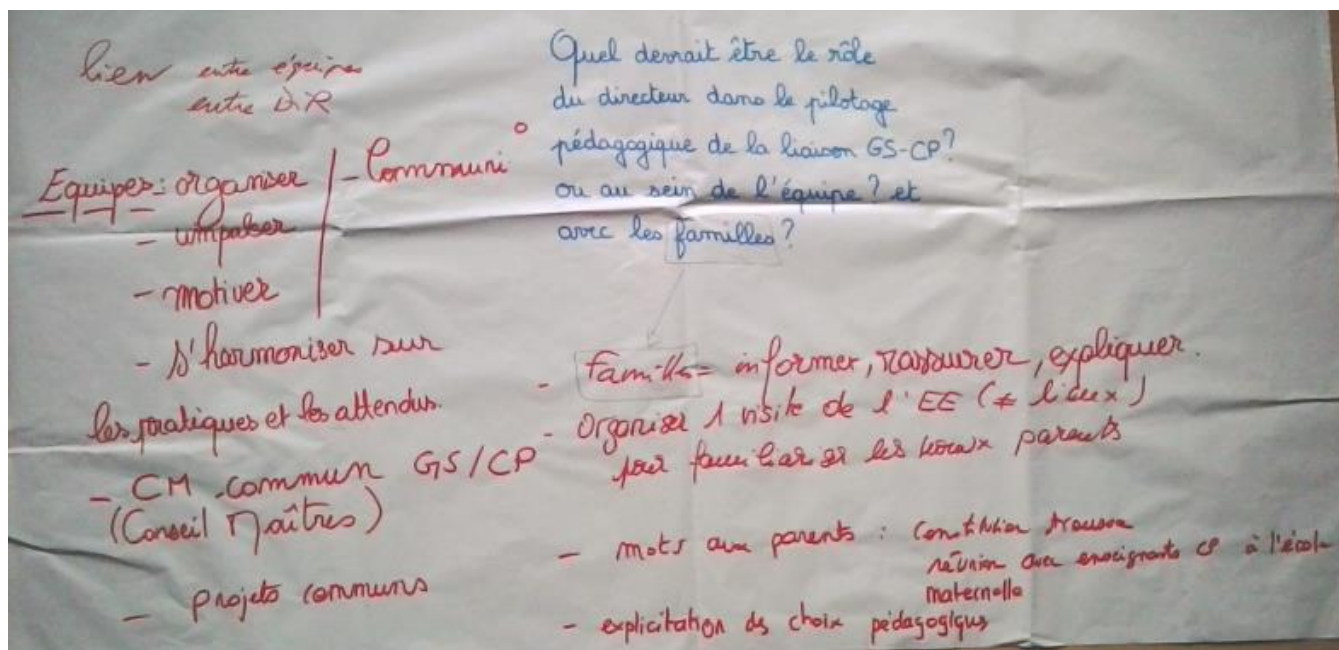 Quel devrait être le rôle
du directeur dans le pilotage
pédagogique de la liaison GS-CP?
ou au sein de l'équipe? et
avec les familles?
lien entre équipes
entre DIR
Equipes: organiser
- impulser
- motiver
- Communi°
- s'harmoniser sur
les pratiques et les attendus.
- CM commun GS/CP
(Conseil Maîtres)
- projets communs
- familles = informer, rassurer, expliquer.
- organiser 1 visite de l'EE (≠ lieux)
pour familiariser les parents
- mots aux parents : constitution trousse
réunion avec enseignants CP à l'école
maternelle
- explicitation des choix pédagogiques